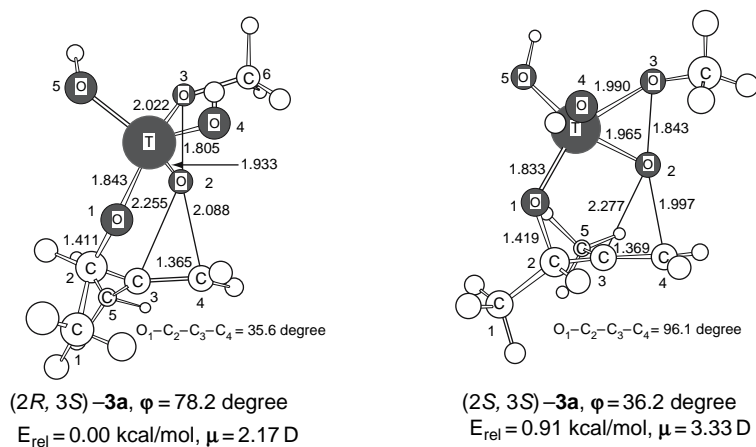 5 O
3 O
C 6
2.022
T
O 4
1.805
1.933
1.843
O 2
2.255
1 O
2.088
1.411
2 C
1.365
C 3
C 4
C 5
C 1
O₁–C₂–C₃–C₄ = 35.6 degree
(2R, 3S) –3a, φ = 78.2 degree
E_rel = 0.00 kcal/mol, μ = 2.17 D
5 O
4 O
3 O
C
1.990
T
1.965
1.843
O 2
1.833
1 O
2.277
1.997
5 C
1.419
1.369
2 C
C 3
C 4
C 1
O₁–C₂–C₃–C₄ = 96.1 degree
(2S, 3S) –3a, φ = 36.2 degree
E_rel = 0.91 kcal/mol, μ = 3.33 D